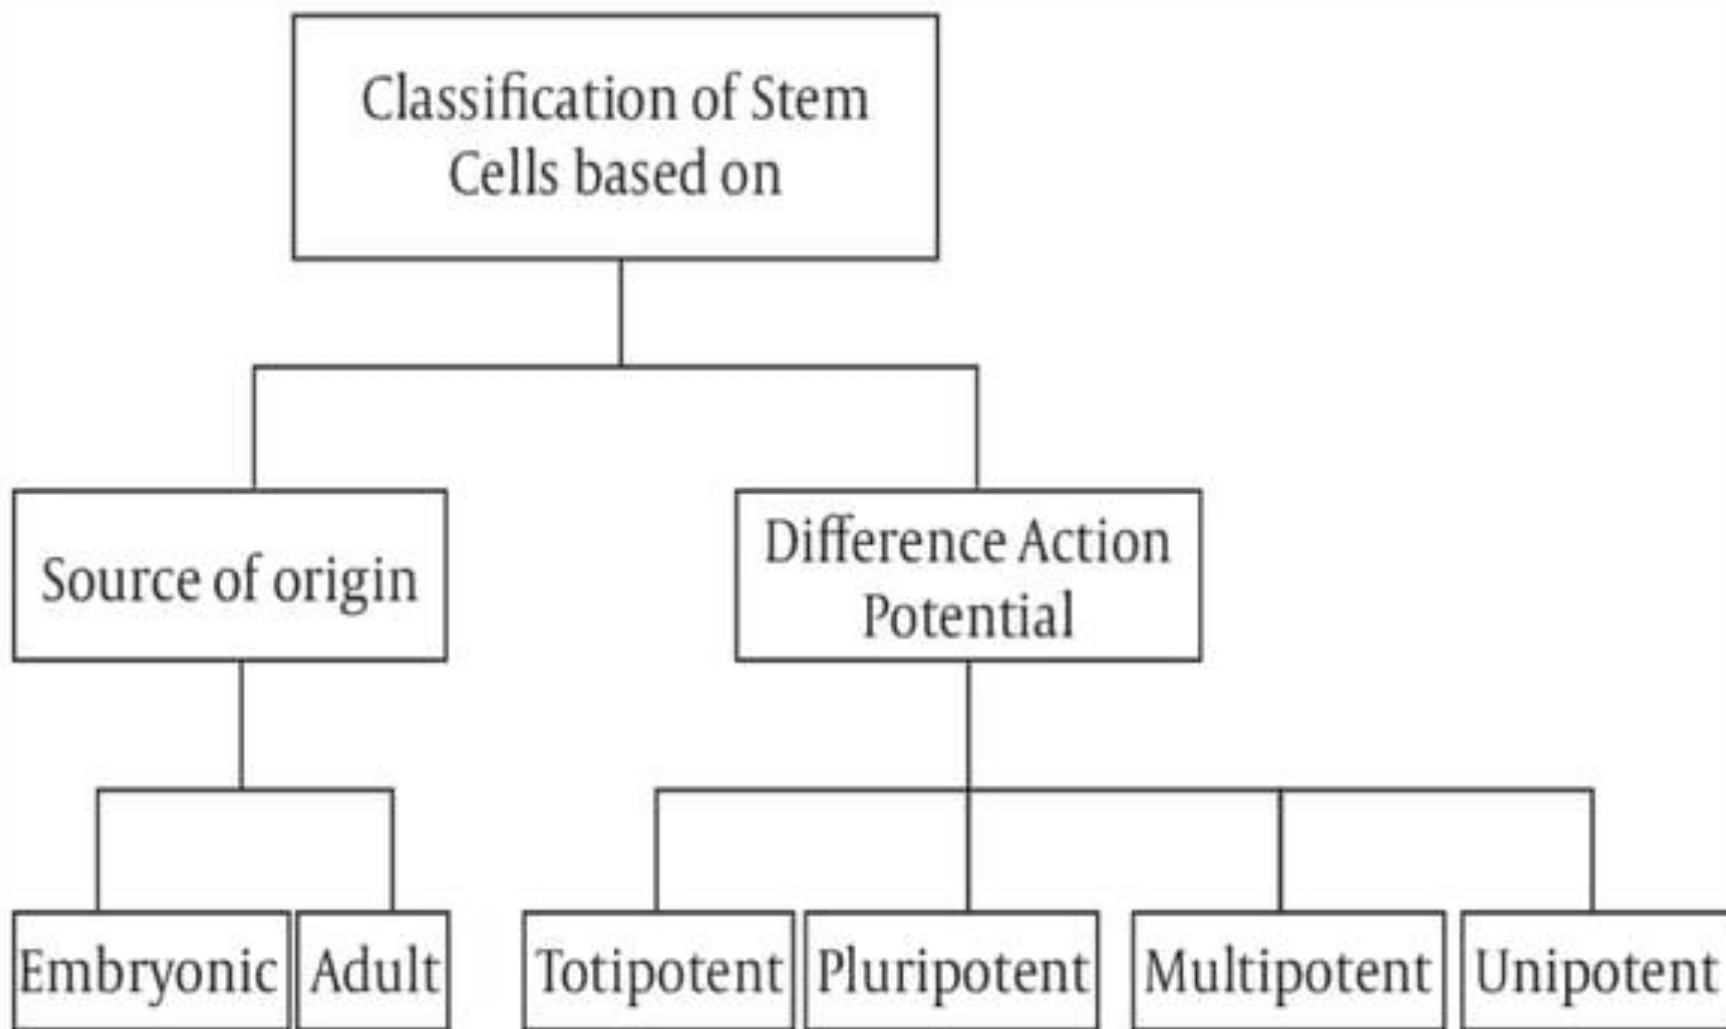 Classification of Stem
Cells based on
Source of origin
Difference Action
Potential
Embryonic
Adult
Totipotent
Pluripotent
Multipotent
Unipotent